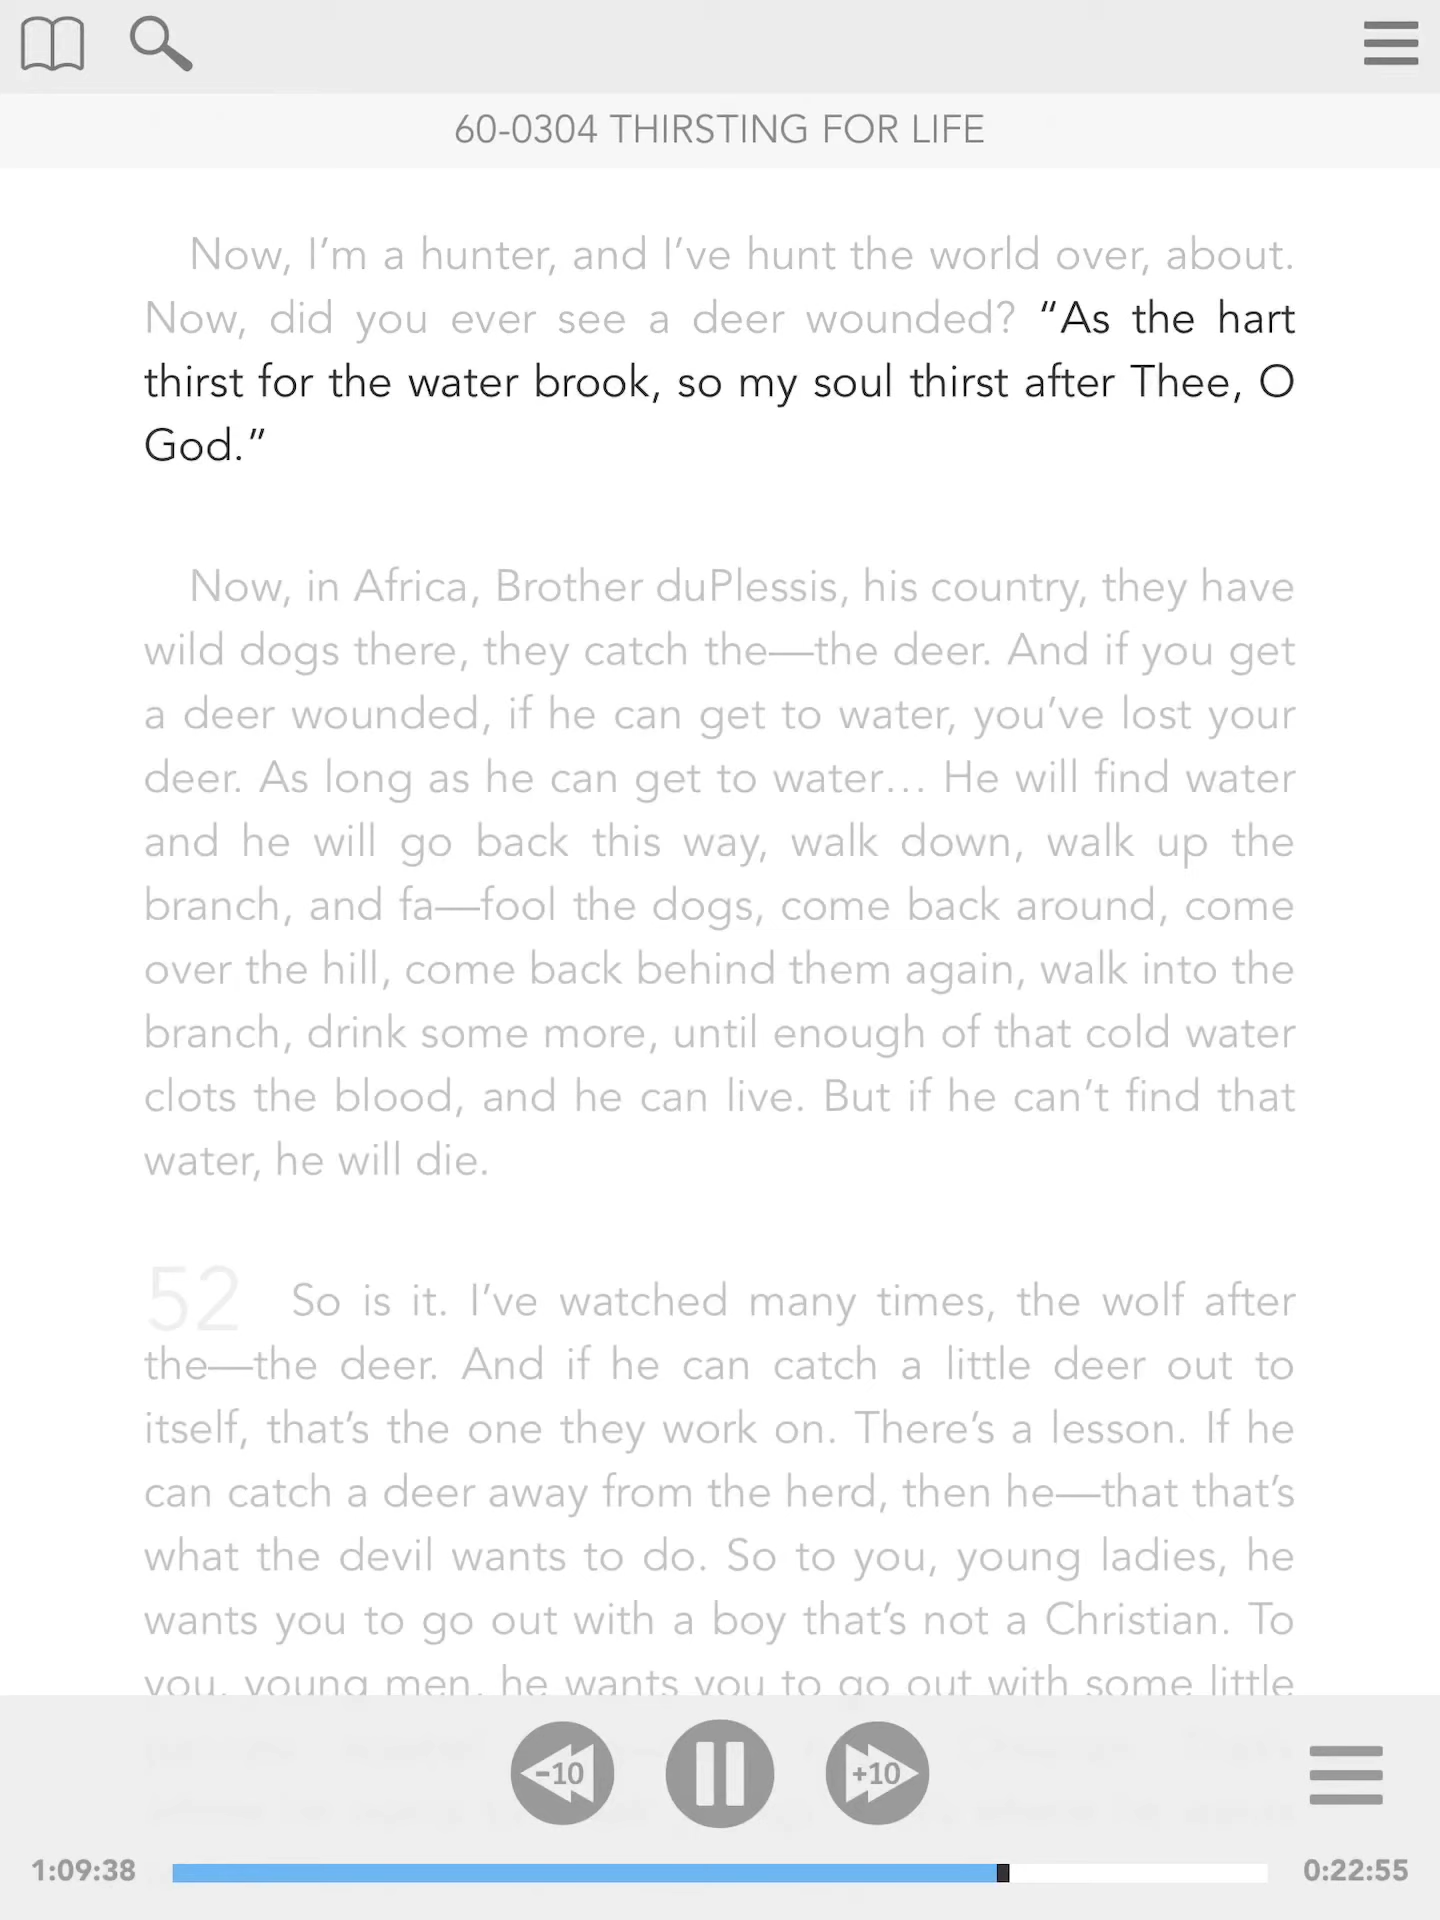 60-0304 THIRSTING FOR LIFE
Now, I’m a hunter, and I’ve hunt the world over, about.
Now, did you ever see a deer wounded? “As the hart
thirst for the water brook, so my soul thirst after Thee, O
God.”
Now, in Africa, Brother duPlessis, his country, they have
wild dogs there, they catch the—the deer. And if you get
a deer wounded, if he can get to water, you’ve lost your
deer. As long as he can get to water… He will find water
and he will go back this way, walk down, walk up the
branch, and fa—fool the dogs, come back around, come
over the hill, come back behind them again, walk into the
branch, drink some more, until enough of that cold water
clots the blood, and he can live. But if he can’t find that
water, he will die.
52 So is it. I’ve watched many times, the wolf after
the—the deer. And if he can catch a little deer out to
itself, that’s the one they work on. There’s a lesson. If he
can catch a deer away from the herd, then he—that that’s
what the devil wants to do. So to you, young ladies, he
wants you to go out with a boy that’s not a Christian. To
you, young men, he wants you to go out with some little
-10 +10
1:09:38 0:22:55